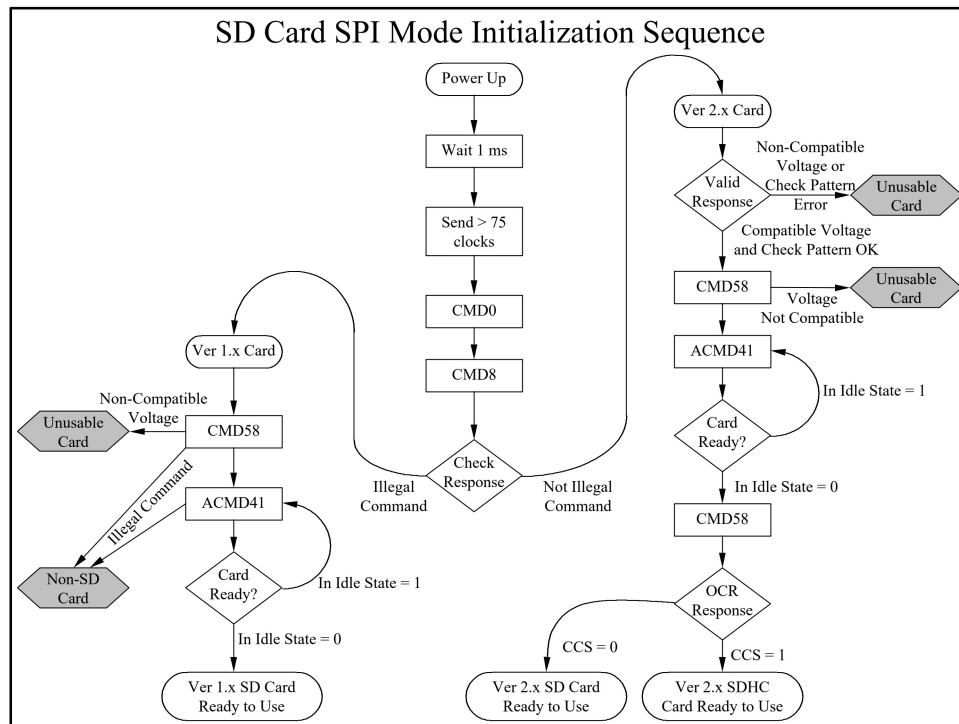 SD Card SPI Mode Initialization Sequence
Power Up
Wait 1 ms
Send > 75
clocks
CMD0
CMD8
Check
Response
Illegal
Command
Not Illegal
Command
Ver 1.x Card
Non-Compatible
Voltage
Unusable
Card
CMD58
Illegal Command
ACMD41
Non-SD
Card
Card
Ready?
In Idle State = 1
In Idle State = 0
Ver 1.x SD Card
Ready to Use
Ver 2.x Card
Valid
Response
Non-Compatible
Voltage or
Check Pattern
Error
Unusable
Card
Compatible Voltage
and Check Pattern OK
CMD58
Voltage
Not Compatible
Unusable
Card
ACMD41
In Idle State = 1
Card
Ready?
In Idle State = 0
CMD58
OCR
Response
CCS = 0
CCS = 1
Ver 2.x SD Card
Ready to Use
Ver 2.x SDHC
Card Ready to Use